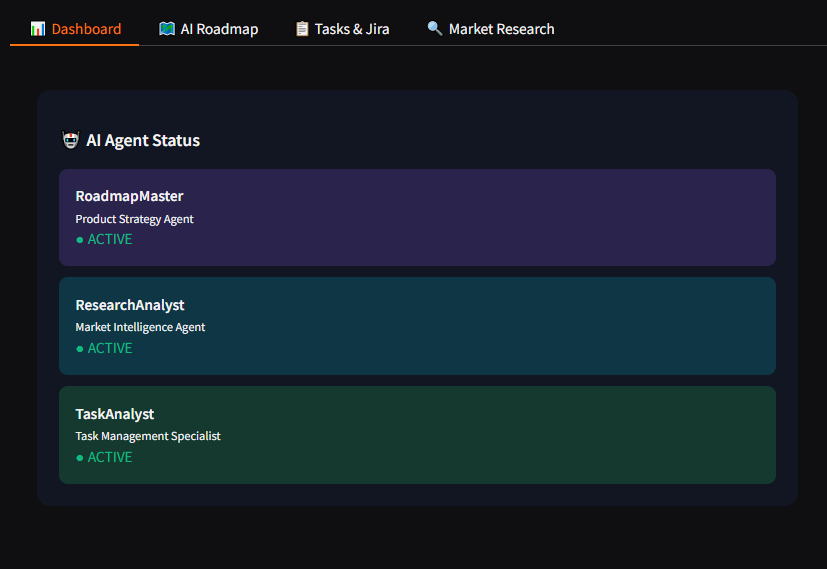 Dashboard
AI Roadmap
Tasks & Jira
Market Research
AI Agent Status
RoadmapMaster
Product Strategy Agent
● ACTIVE
ResearchAnalyst
Market Intelligence Agent
● ACTIVE
TaskAnalyst
Task Management Specialist
● ACTIVE